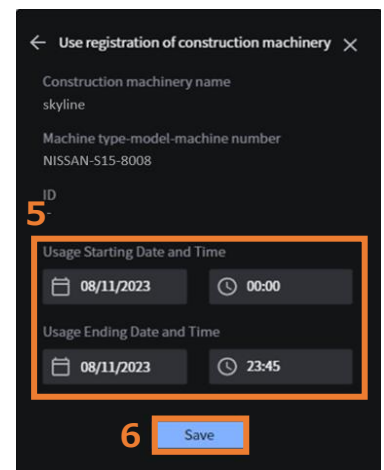 ← Use registration of construction machinery ×
Construction machinery name
skyline
Machine type-model-machine number
NISSAN-S15-8008
ID
5
--
Usage Starting Date and Time
08/11/2023 00:00
Usage Ending Date and Time
08/11/2023 23:45
6 Save